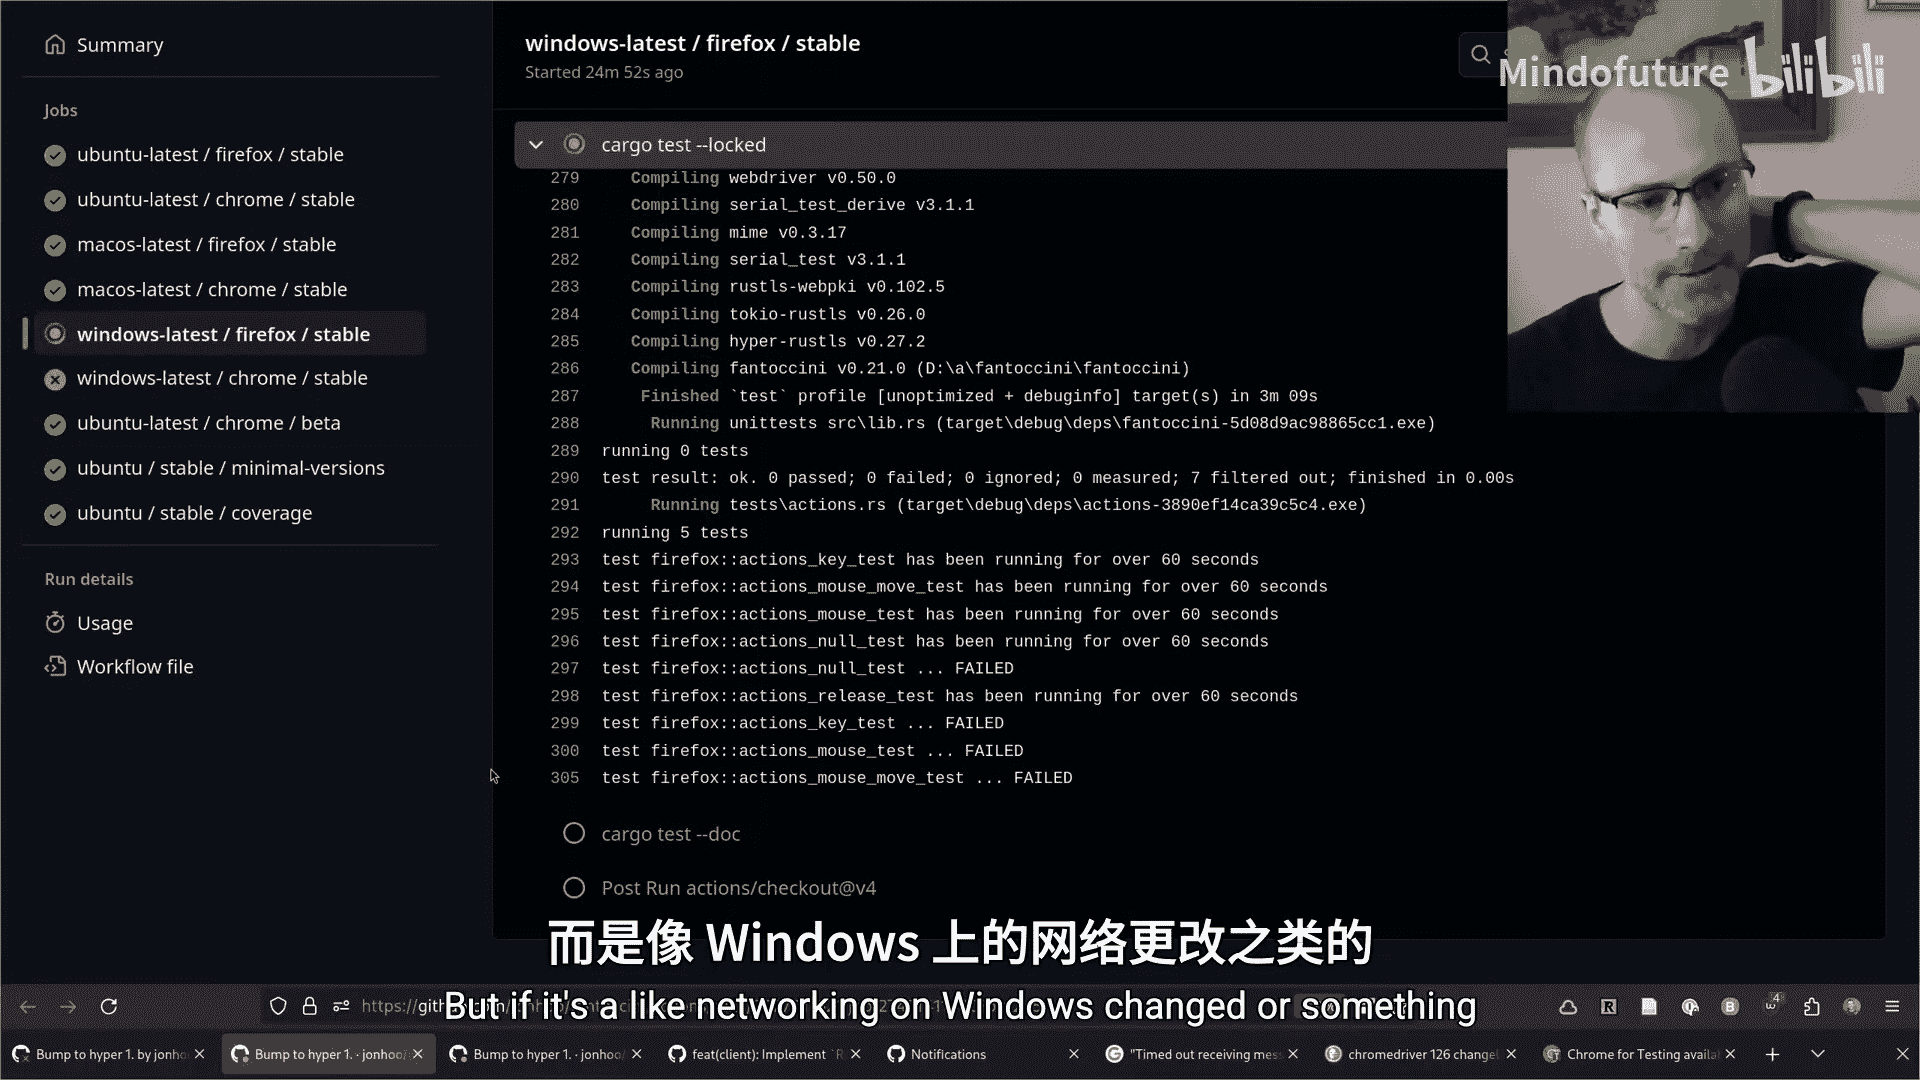 Summary
Jobs
ubuntu-latest / firefox / stable
ubuntu-latest / chrome / stable
macos-latest / firefox / stable
macos-latest / chrome / stable
windows-latest / firefox / stable
windows-latest / chrome / stable
ubuntu-latest / chrome / beta
ubuntu / stable / minimal-versions
ubuntu / stable / coverage
Run details
Usage
Workflow file
windows-latest / firefox / stable
Started 24m 52s ago
Mindofuture bilibili
cargo test --locked
279 Compiling webdriver v0.50.0
280 Compiling serial_test_derive v3.1.1
281 Compiling mime v0.3.17
282 Compiling serial_test v3.1.1
283 Compiling rustls-webpki v0.102.5
284 Compiling tokio-rustls v0.26.0
285 Compiling hyper-rustls v0.27.2
286 Compiling fantoccini v0.21.0 (D:\a\fantoccini\fantoccini)
287 Finished `test` profile [unoptimized + debuginfo] target(s) in 3m 09s
288 Running unittests src\lib.rs (target\debug\deps\fantoccini-5d08d9ac98865cc1.exe)
289 running 0 tests
290 test result: ok. 0 passed; 0 failed; 0 ignored; 0 measured; 7 filtered out; finished in 0.00s
291 Running tests\actions.rs (target\debug\deps\actions-3890ef14ca39c5c4.exe)
292 running 5 tests
293 test firefox::actions_key_test has been running for over 60 seconds
294 test firefox::actions_mouse_move_test has been running for over 60 seconds
295 test firefox::actions_mouse_test has been running for over 60 seconds
296 test firefox::actions_null_test has been running for over 60 seconds
297 test firefox::actions_null_test ... FAILED
298 test firefox::actions_release_test has been running for over 60 seconds
299 test firefox::actions_key_test ... FAILED
300 test firefox::actions_mouse_test ... FAILED
305 test firefox::actions_mouse_move_test ... FAILED
cargo test --doc
Post Run actions/checkout@v4
而是像 Windows 上的网络更改之类的
https://gith
But if it's a like networking on Windows changed or something
4
Bump to hyper 1. by jonho
Bump to hyper 1. · jonhoo/
Bump to hyper 1. · jonhoo/
feat(client): Implement `R
Notifications
"Timed out receiving mess
chromedriver 126 change
Chrome for Testing availa